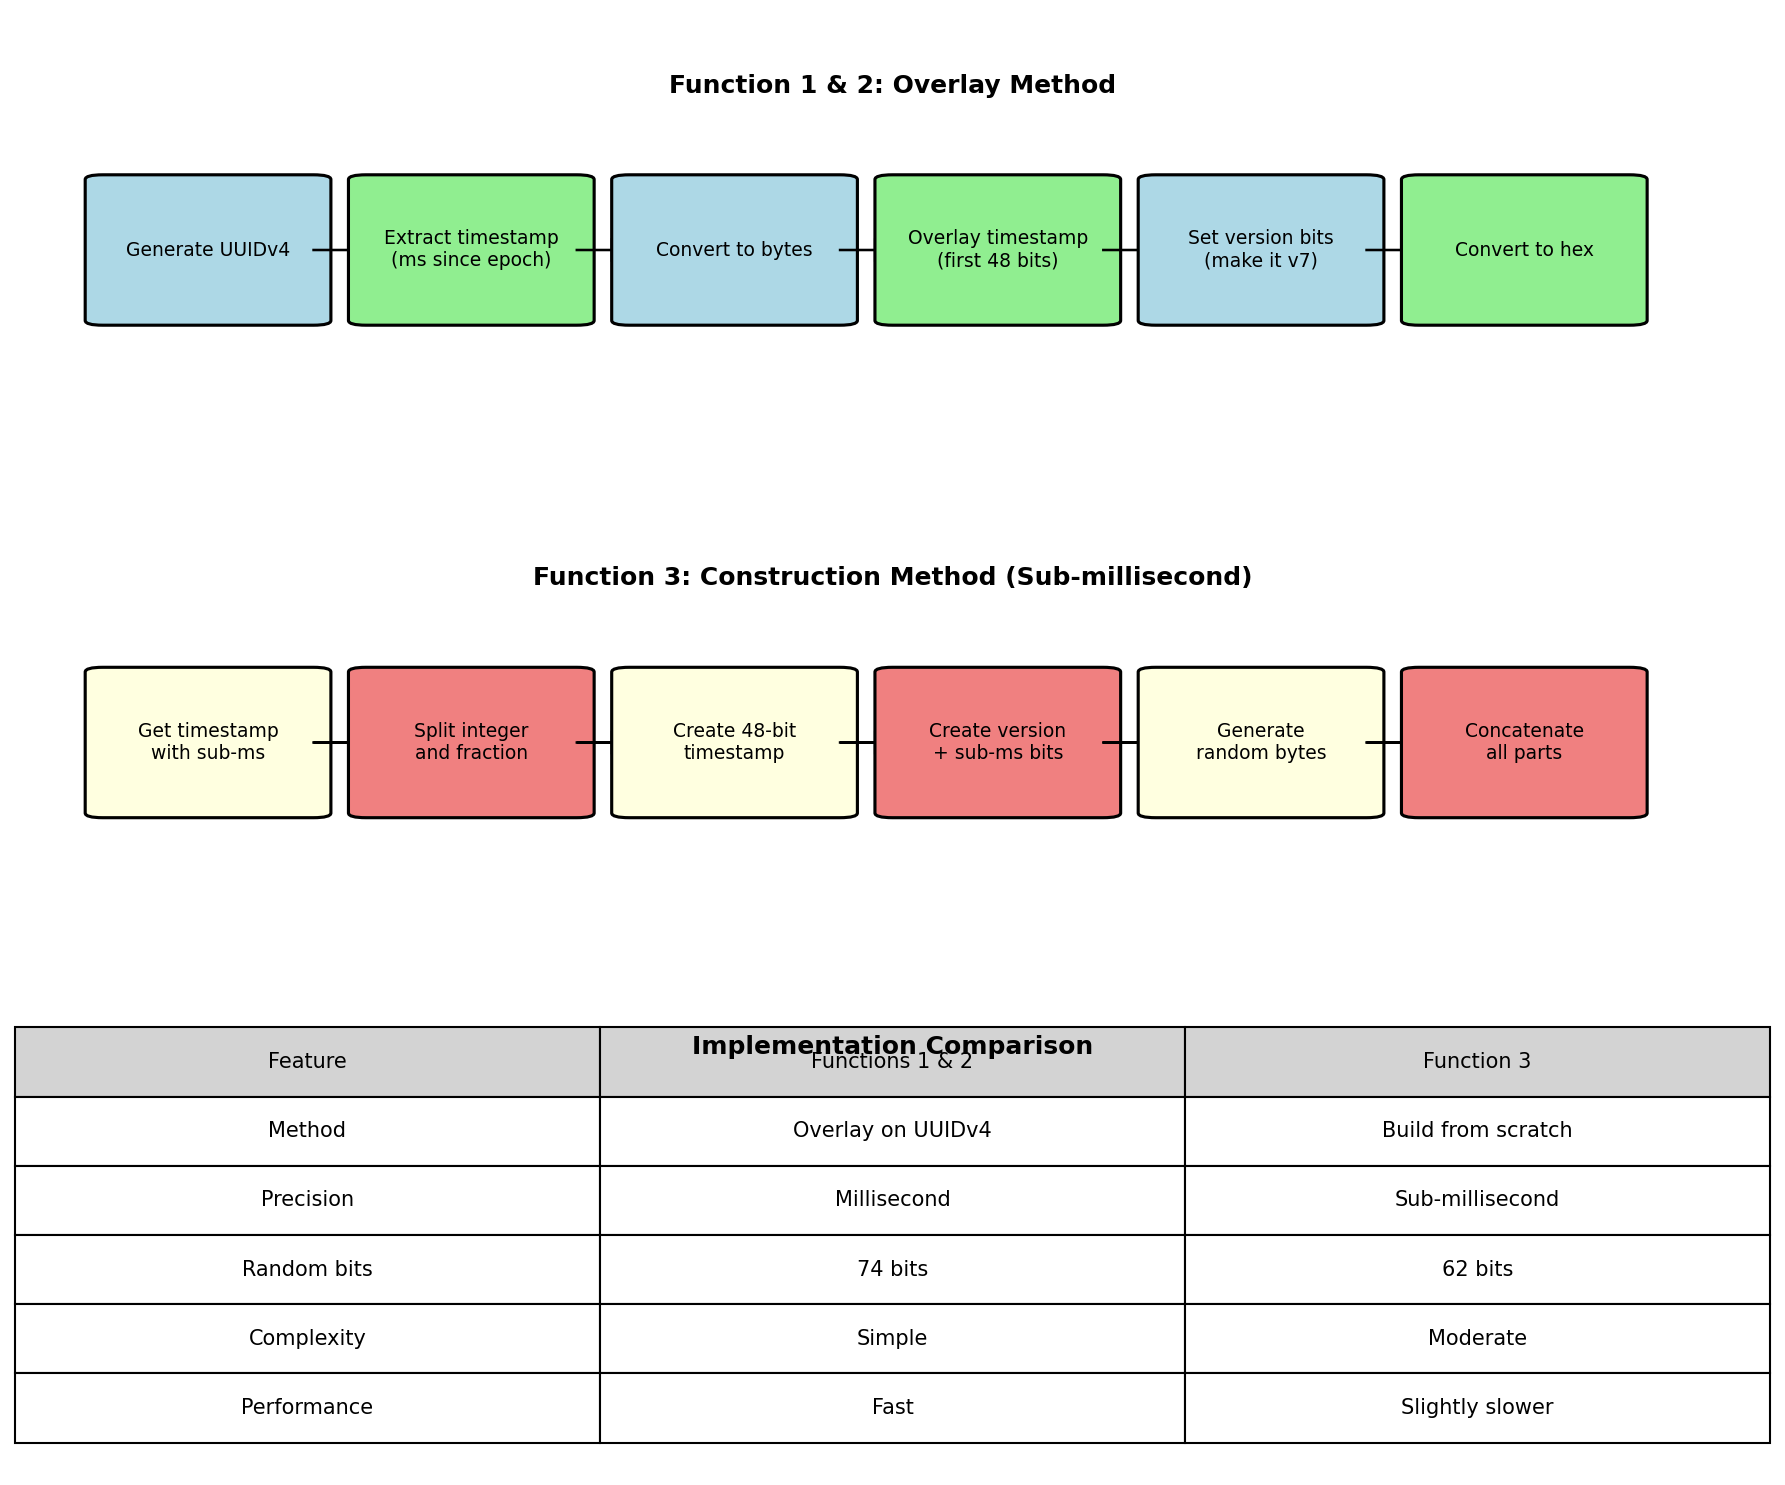 Function 1 & 2: Overlay Method
Generate UUIDv4
Extract timestamp
(ms since epoch)
Convert to bytes
Overlay timestamp
(first 48 bits)
Set version bits
(make it v7)
Convert to hex
Function 3: Construction Method (Sub-millisecond)
Get timestamp
with sub-ms
Split integer
and fraction
Create 48-bit
timestamp
Create version
+ sub-ms bits
Generate
random bytes
Concatenate
all parts
Implementation Comparison
Feature
Functions 1 & 2
Function 3
Method
Overlay on UUIDv4
Build from scratch
Precision
Millisecond
Sub-millisecond
Random bits
74 bits
62 bits
Complexity
Simple
Moderate
Performance
Fast
Slightly slower